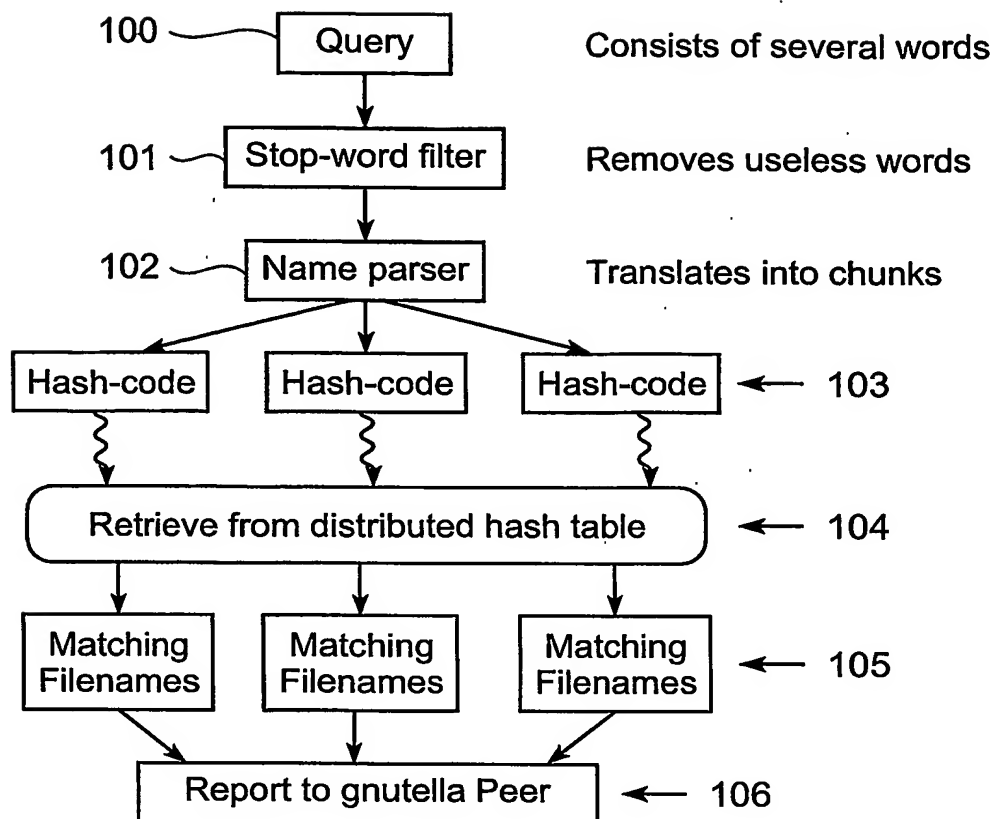 100 Query Consists of several words
101 Stop-word filter Removes useless words
102 Name parser Translates into chunks
Hash-code Hash-code Hash-code 103
Retrieve from distributed hash table 104
Matching Matching Matching
Filenames Filenames Filenames 105
Report to gnutella Peer 106